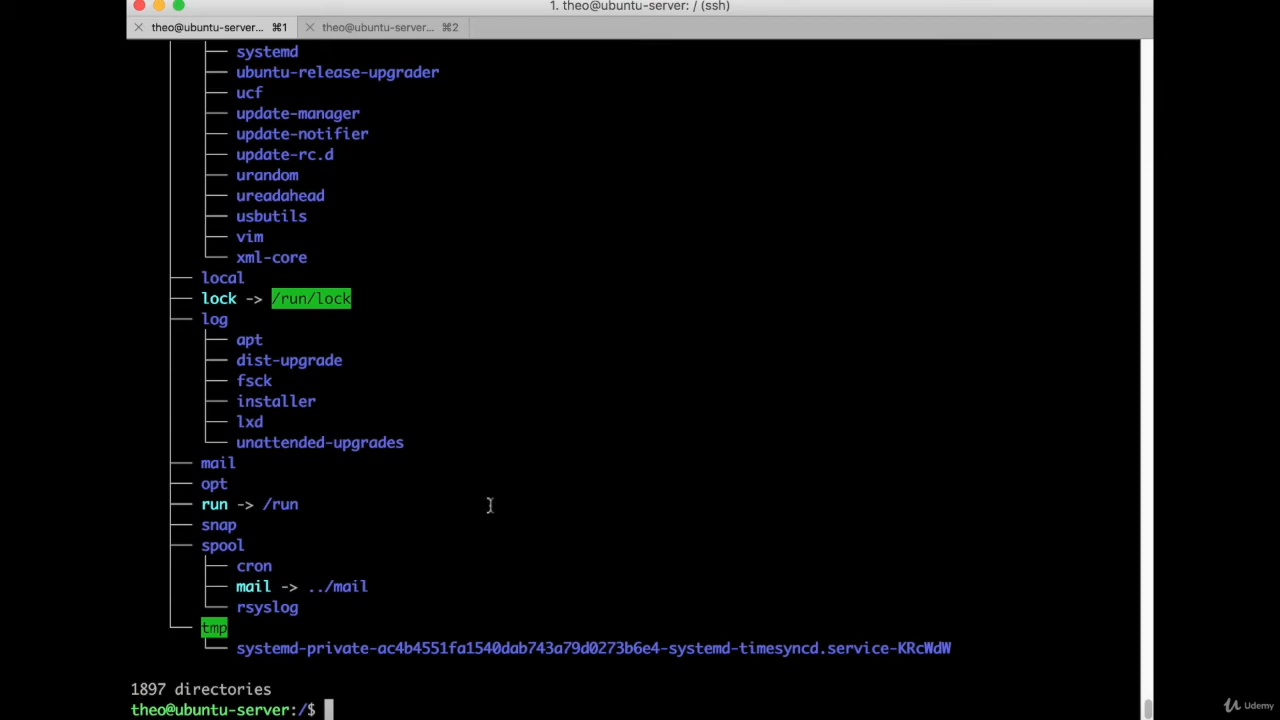 1. theo@ubuntu-server: / (ssh)
theo@ubuntu-server... ⌘1 theo@ubuntu-server... ⌘2
├── systemd
├── ubuntu-release-upgrader
├── ucf
├── update-manager
├── update-notifier
├── update-rc.d
├── urandom
├── ureadahead
├── usbutils
├── vim
└── xml-core
├── local
├── lock -> /run/lock
├── log
├── apt
├── dist-upgrade
├── fsck
├── installer
├── lxd
└── unattended-upgrades
├── mail
├── opt
├── run -> /run
├── snap
├── spool
├── cron
├── mail -> ../mail
└── rsyslog
└── tmp
└── systemd-private-ac4b4551fa1540dab743a79d0273b6e4-systemd-timesyncd.service-KRcWdW
1897 directories
theo@ubuntu-server:/$
Udemy